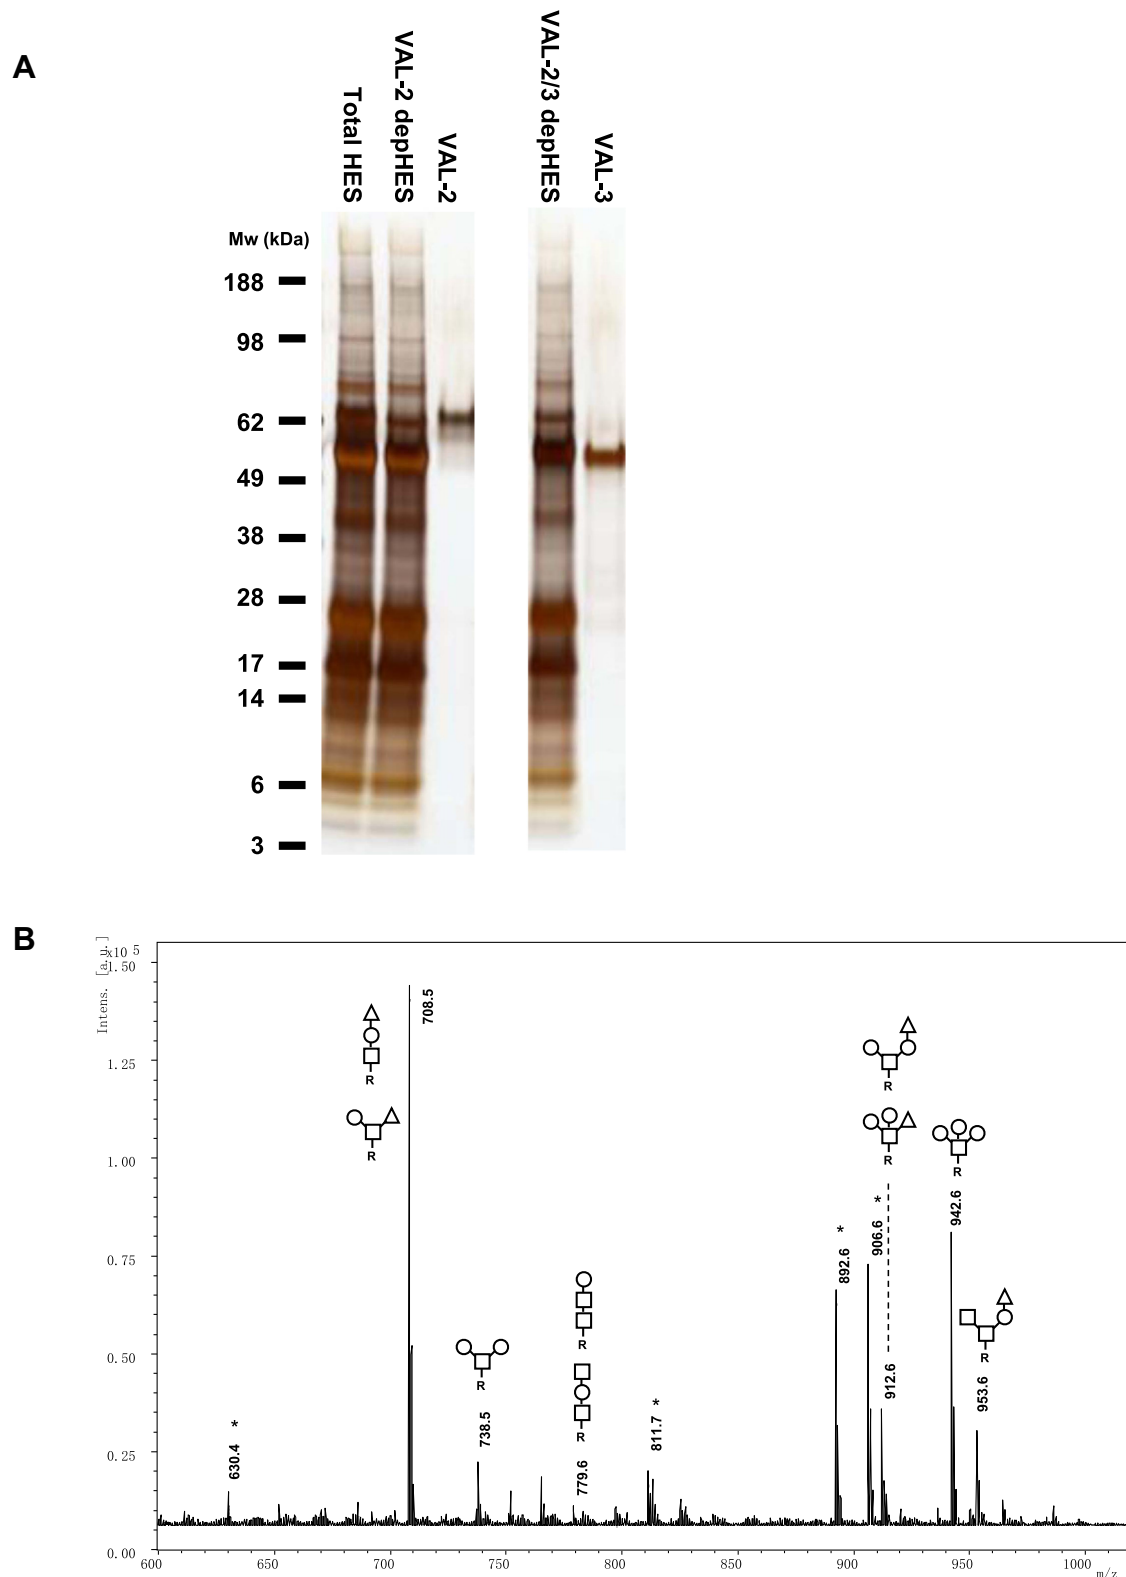 A
Total HES
VAL-2 depHES
VAL-2
VAL-2/3 depHES
VAL-3
Mw (kDa)
188
98
62
49
38
28
17
14
6
3
B
Intens. [a.u.]
x10 5
1.50
1.25
1.00
0.75
0.50
0.25
0.00
R
R
708.5
R
R
R
912.6
942.6
*
906.6
*
892.6
R
953.6
R
R
779.6
R
738.5
*
811.7
*
630.4
600
650
700
750
800
850
900
950
1000
m/z